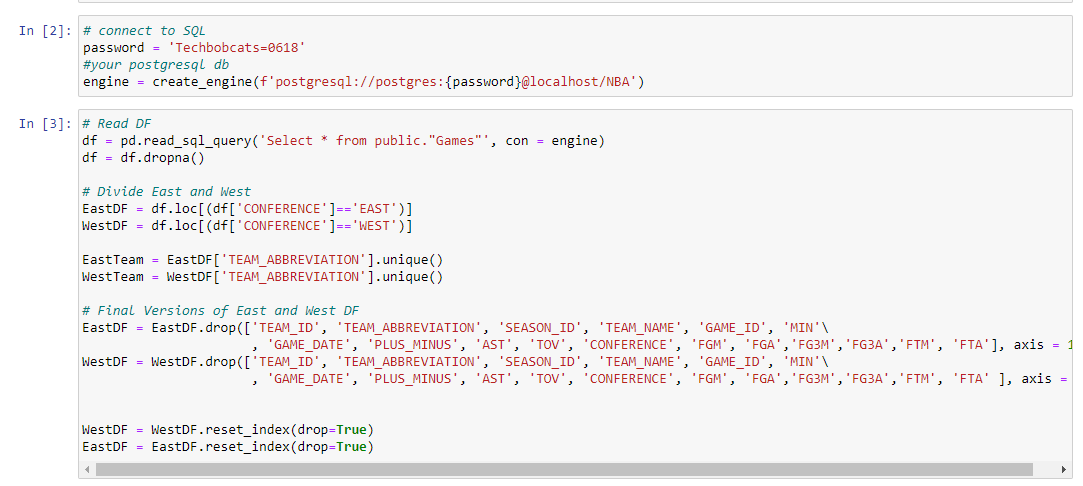 In [2]:
# connect to SQL
password = 'Techbobcats=0618'
#your postgresql db
engine = create_engine(f'postgresql://postgres:{password}@localhost/NBA')
In [3]:
# Read DF
df = pd.read_sql_query('Select * from public."Games"', con = engine)
df = df.dropna()
# Divide East and West
EastDF = df.loc[(df['CONFERENCE']=='EAST')]
WestDF = df.loc[(df['CONFERENCE']=='WEST')]
EastTeam = EastDF['TEAM_ABBREVIATION'].unique()
WestTeam = WestDF['TEAM_ABBREVIATION'].unique()
# Final Versions of East and West DF
EastDF = EastDF.drop(['TEAM_ID', 'TEAM_ABBREVIATION', 'SEASON_ID', 'TEAM_NAME', 'GAME_ID', 'MIN'\
, 'GAME_DATE', 'PLUS_MINUS', 'AST', 'TOV', 'CONFERENCE', 'FGM', 'FGA','FG3M','FG3A','FTM', 'FTA'], axis = 1
WestDF = WestDF.drop(['TEAM_ID', 'TEAM_ABBREVIATION', 'SEASON_ID', 'TEAM_NAME', 'GAME_ID', 'MIN'\
, 'GAME_DATE', 'PLUS_MINUS', 'AST', 'TOV', 'CONFERENCE', 'FGM', 'FGA','FG3M','FG3A','FTM', 'FTA' ], axis =
WestDF = WestDF.reset_index(drop=True)
EastDF = EastDF.reset_index(drop=True)